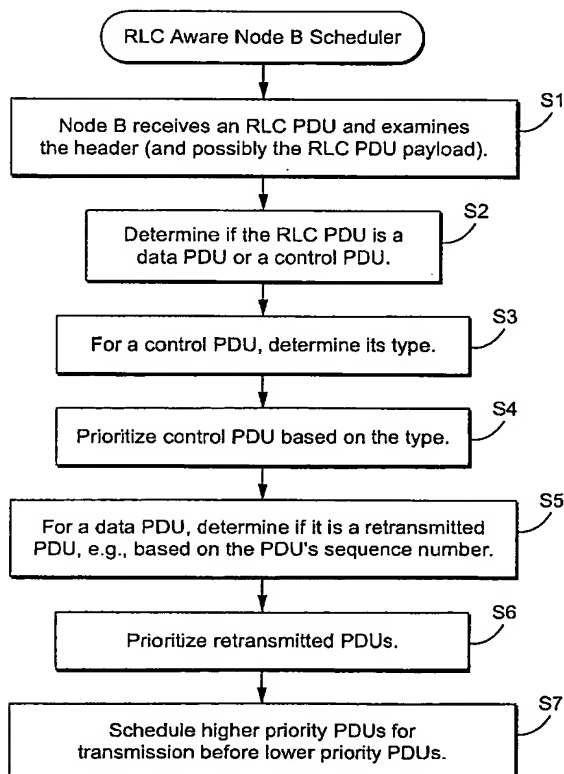 RLC Aware Node B Scheduler
S1
Node B receives an RLC PDU and examines
the header (and possibly the RLC PDU payload).
S2
Determine if the RLC PDU is a
data PDU or a control PDU.
S3
For a control PDU, determine its type.
S4
Prioritize control PDU based on the type.
S5
For a data PDU, determine if it is a retransmitted
PDU, e.g., based on the PDU's sequence number.
S6
Prioritize retransmitted PDUs.
S7
Schedule higher priority PDUs for
transmission before lower priority PDUs.